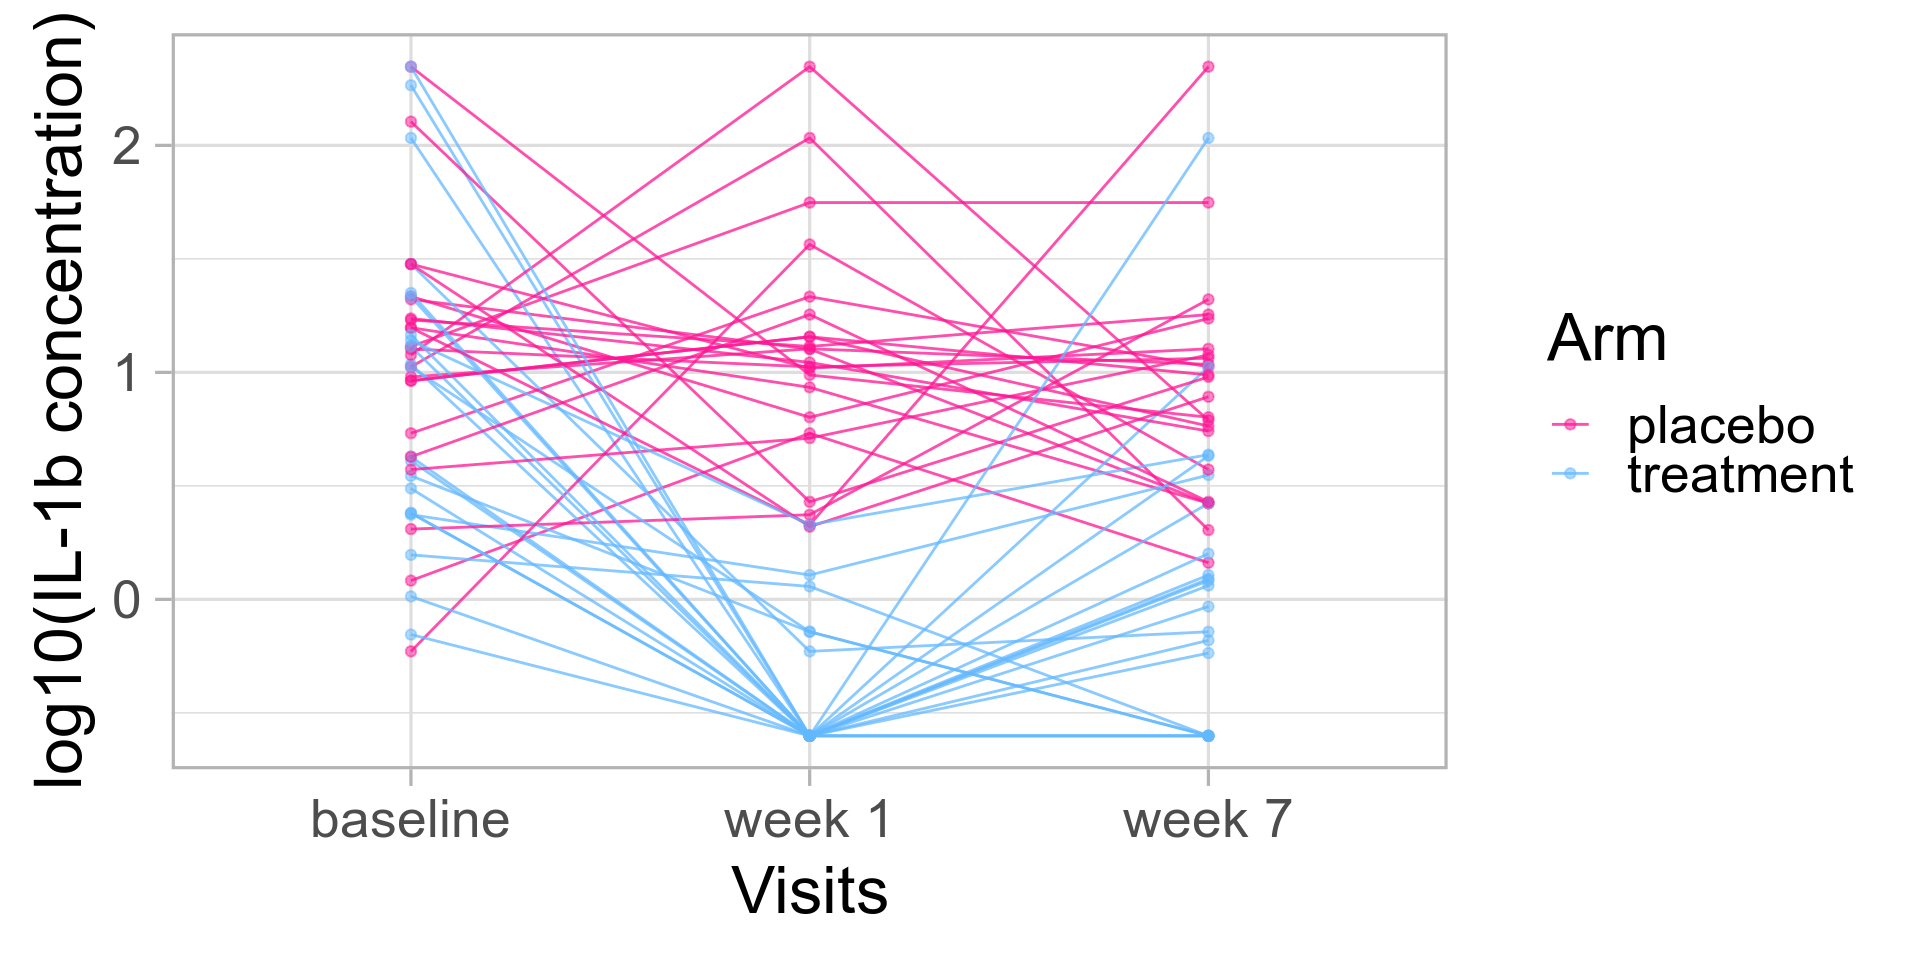 log10(IL-1b concentration)
2
1
0
baseline
week 1
week 7
Visits
Arm
placebo
treatment